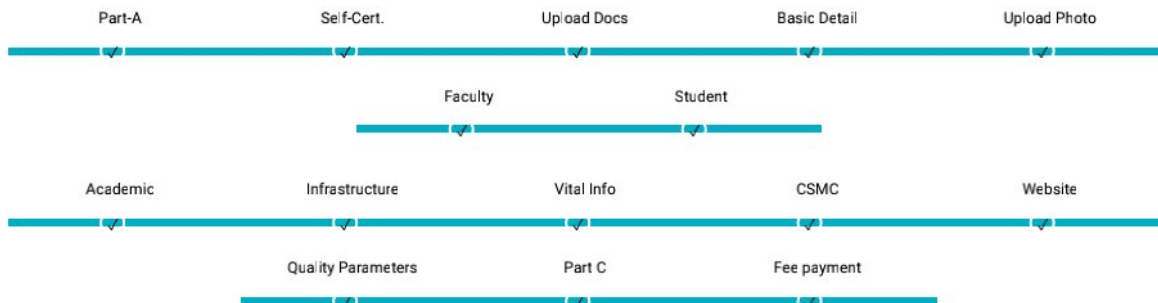 Part-A Self-Cert. Upload Docs Basic Detail Upload Photo
Faculty Student
Academic Infrastructure Vital Info CSMC Website
Quality Parameters Part C Fee payment